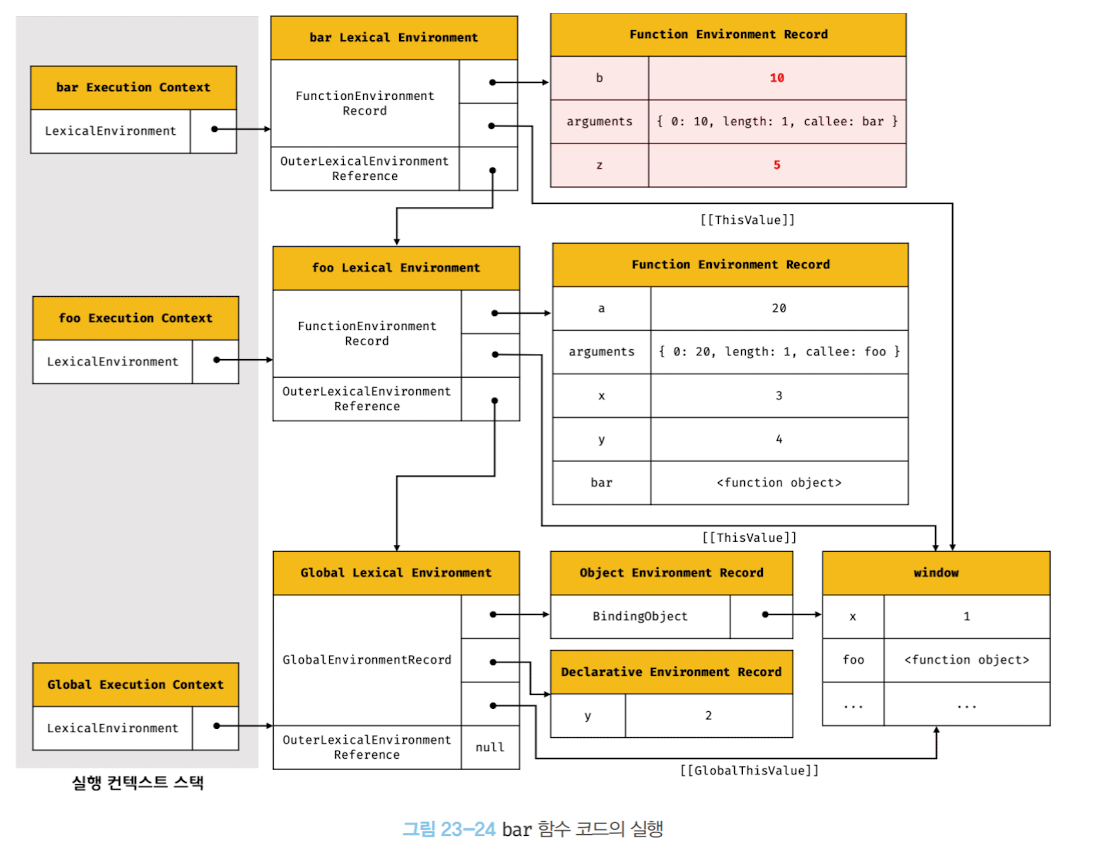 bar Execution Context
LexicalEnvironment
bar Lexical Environment
FunctionEnvironment
Record
OuterLexicalEnvironment
Reference
Function Environment Record
b
10
arguments
{ 0: 10, length: 1, callee: bar }
z
5
[[ThisValue]]
foo Execution Context
LexicalEnvironment
foo Lexical Environment
FunctionEnvironment
Record
OuterLexicalEnvironment
Reference
Function Environment Record
a
20
arguments
{ 0: 20, length: 1, callee: foo }
x
3
y
4
bar
<function object>
[[ThisValue]]
Global Execution Context
LexicalEnvironment
Global Lexical Environment
GlobalEnvironmentRecord
OuterLexicalEnvironment
Reference
null
Object Environment Record
BindingObject
Declarative Environment Record
y
2
window
x
1
foo
<function object>
...
...
[[GlobalThisValue]]
실행 컨텍스트 스택
그림 23-24 bar 함수 코드의 실행